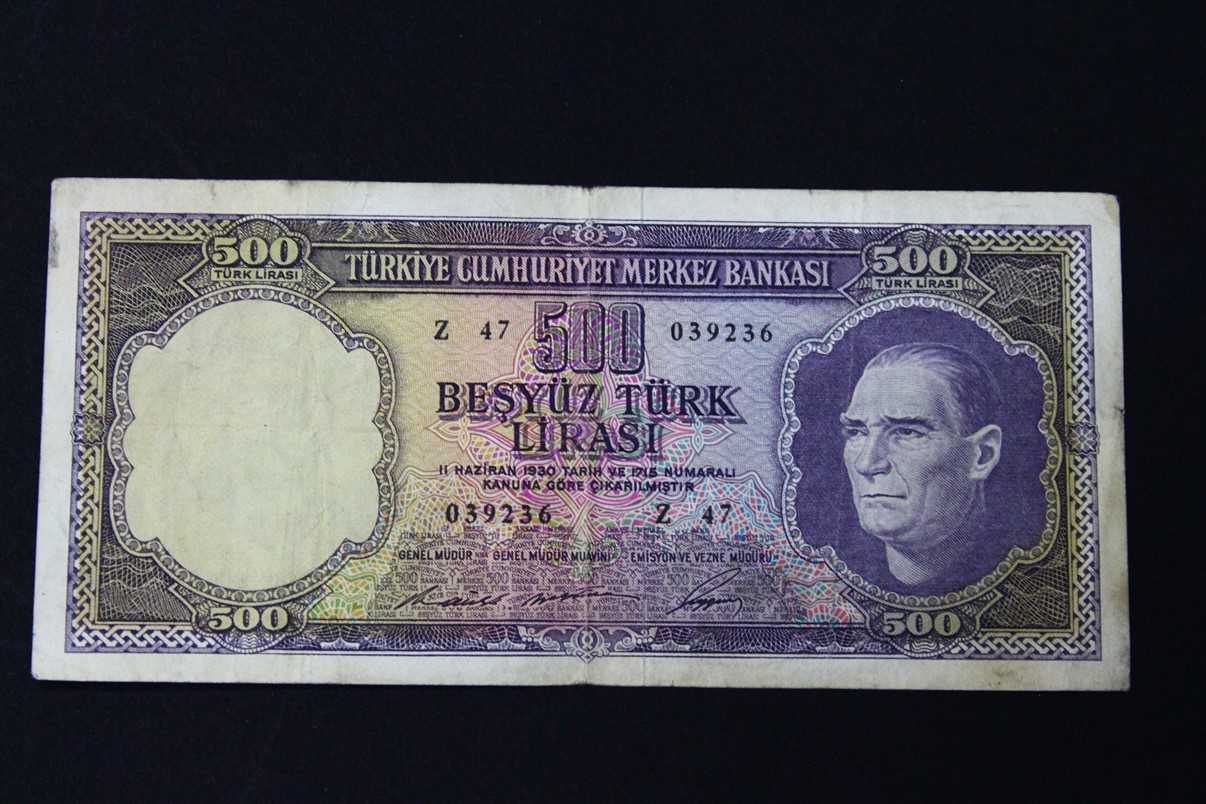 500 500
TÜRK LİRASI TÜRK LİRASI
TÜRKİYE CUMHURİYET MERKEZ BANKASI
Z 47 500 039236
BEŞYÜZ TÜRK
LİRASI
11 HAZİRAN 1930 TARİH VE 1715 NUMARALI
KANUNA GÖRE ÇIKARILMIŞTIR
039236 Z 47
GENEL MÜDÜR GENEL MÜDÜR MUAVİNİ EMİSYON VE VEZNE MÜDÜRÜ
500 500